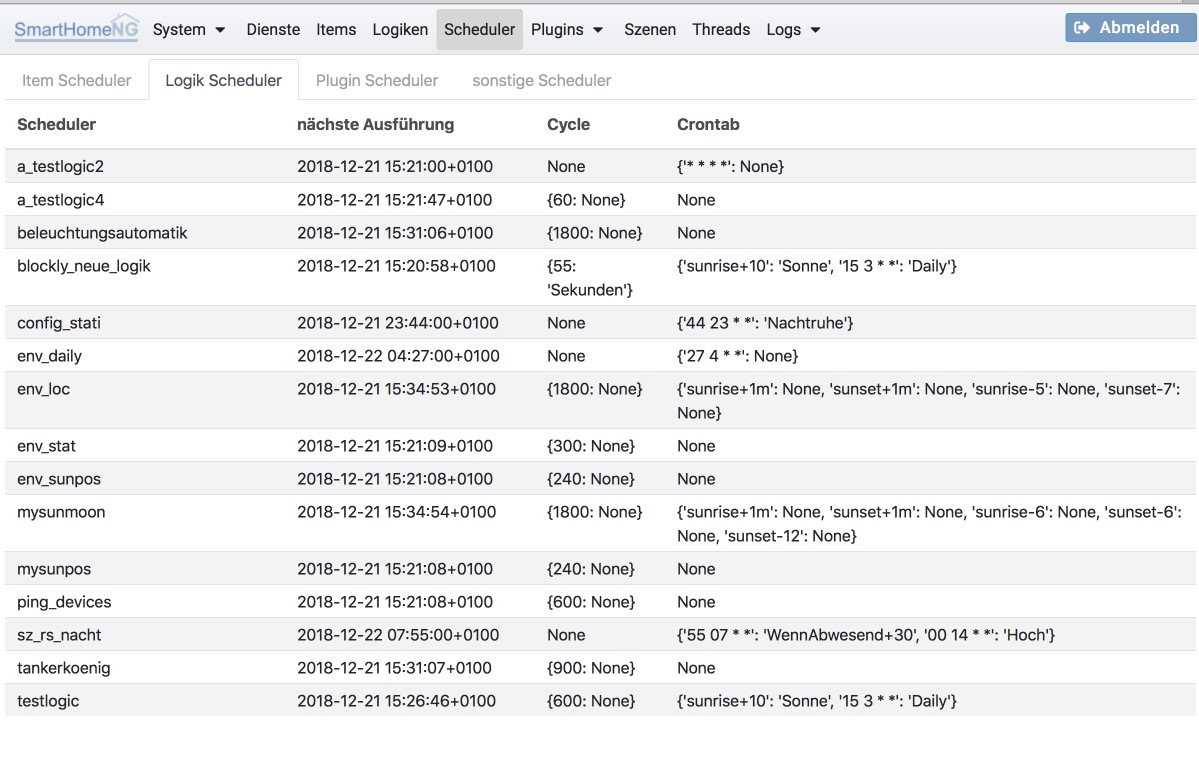 SmartHomeNG System Dienste Items Logiken Scheduler Plugins Szenen Threads Logs Abmelden
Item Scheduler Logik Scheduler Plugin Scheduler sonstige Scheduler
Scheduler nächste Ausführung Cycle Crontab
a_testlogic2 2018-12-21 15:21:00+0100 None {'* * * *': None}
a_testlogic4 2018-12-21 15:21:47+0100 {60: None} None
beleuchtungsautomatik 2018-12-21 15:31:06+0100 {1800: None} None
blockly_neue_logik 2018-12-21 15:20:58+0100 {55: {'sunrise+10': 'Sonne', '15 3 * *': 'Daily'}
'Sekunden'}
config_stati 2018-12-21 23:44:00+0100 None {'44 23 * *': 'Nachtruhe'}
env_daily 2018-12-22 04:27:00+0100 None {'27 4 * *': None}
env_loc 2018-12-21 15:34:53+0100 {1800: None} {'sunrise+1m': None, 'sunset+1m': None, 'sunrise-5': None, 'sunset-7':
None}
env_stat 2018-12-21 15:21:09+0100 {300: None} None
env_sunpos 2018-12-21 15:21:08+0100 {240: None} None
mysunmoon 2018-12-21 15:34:54+0100 {1800: None} {'sunrise+1m': None, 'sunset+1m': None, 'sunrise-6': None, 'sunset-6':
None, 'sunset-12': None}
mysunpos 2018-12-21 15:21:08+0100 {240: None} None
ping_devices 2018-12-21 15:21:08+0100 {600: None} None
sz_rs_nacht 2018-12-22 07:55:00+0100 None {'55 07 * *': 'WennAbwesend+30', '00 14 * *': 'Hoch'}
tankerkoenig 2018-12-21 15:31:07+0100 {900: None} None
testlogic 2018-12-21 15:26:46+0100 {600: None} {'sunrise+10': 'Sonne', '15 3 * *': 'Daily'}